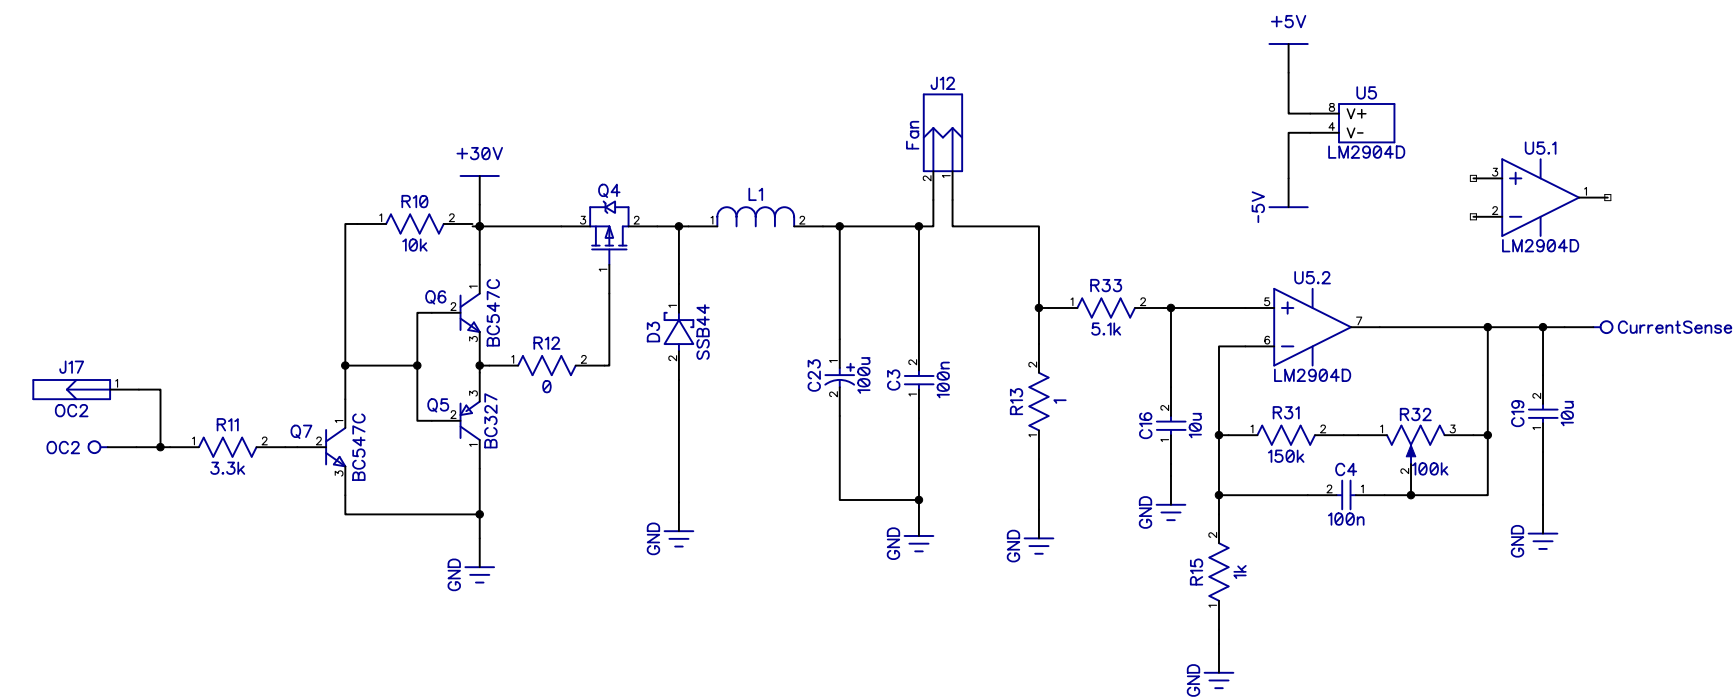 +5V
U5
8
V+
4
V-
LM2904D
-5V
U5.1
3
2
1
LM2904D
J12
Fan
2
1
+30V
R10
1
2
10k
Q4
3
2
1
L1
1
2
Q6
1
2
3
BC547C
R12
1
2
0
D3
1
2
SSB44
GND
J17
1
OC2
OC2
R11
1
2
3.3k
Q7
1
2
3
BC547C
Q5
3
2
1
BC327
GND
C23
1
+
2
100u
C3
2
1
100n
GND
R13
2
1
1
GND
R33
1
2
5.1k
C16
2
1
10u
GND
U5.2
5
6
7
LM2904D
CurrentSense
R31
1
2
150k
R32
1
3
2
100k
C4
2
1
100n
C19
2
1
10u
GND
R15
2
1
1k
GND